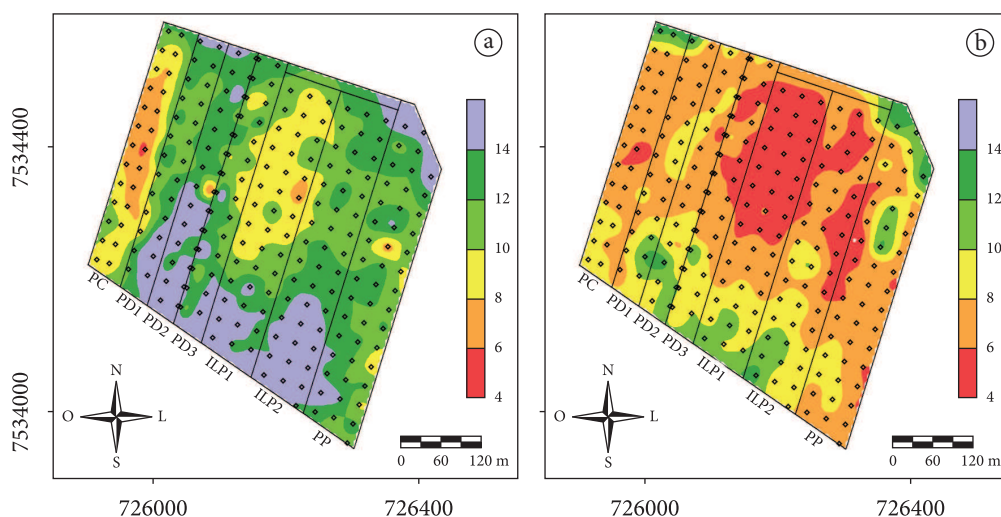 a
b
7534400
7534000
14
12
10
8
6
4
14
12
10
8
6
4
PC
PD1
PD2
PD3
ILP1
ILP2
PP
PC
PD1
PD2
PD3
ILP1
ILP2
PP
N
O L
S
N
O L
S
0 60 120 m
0 60 120 m
726000 726400
726000 726400